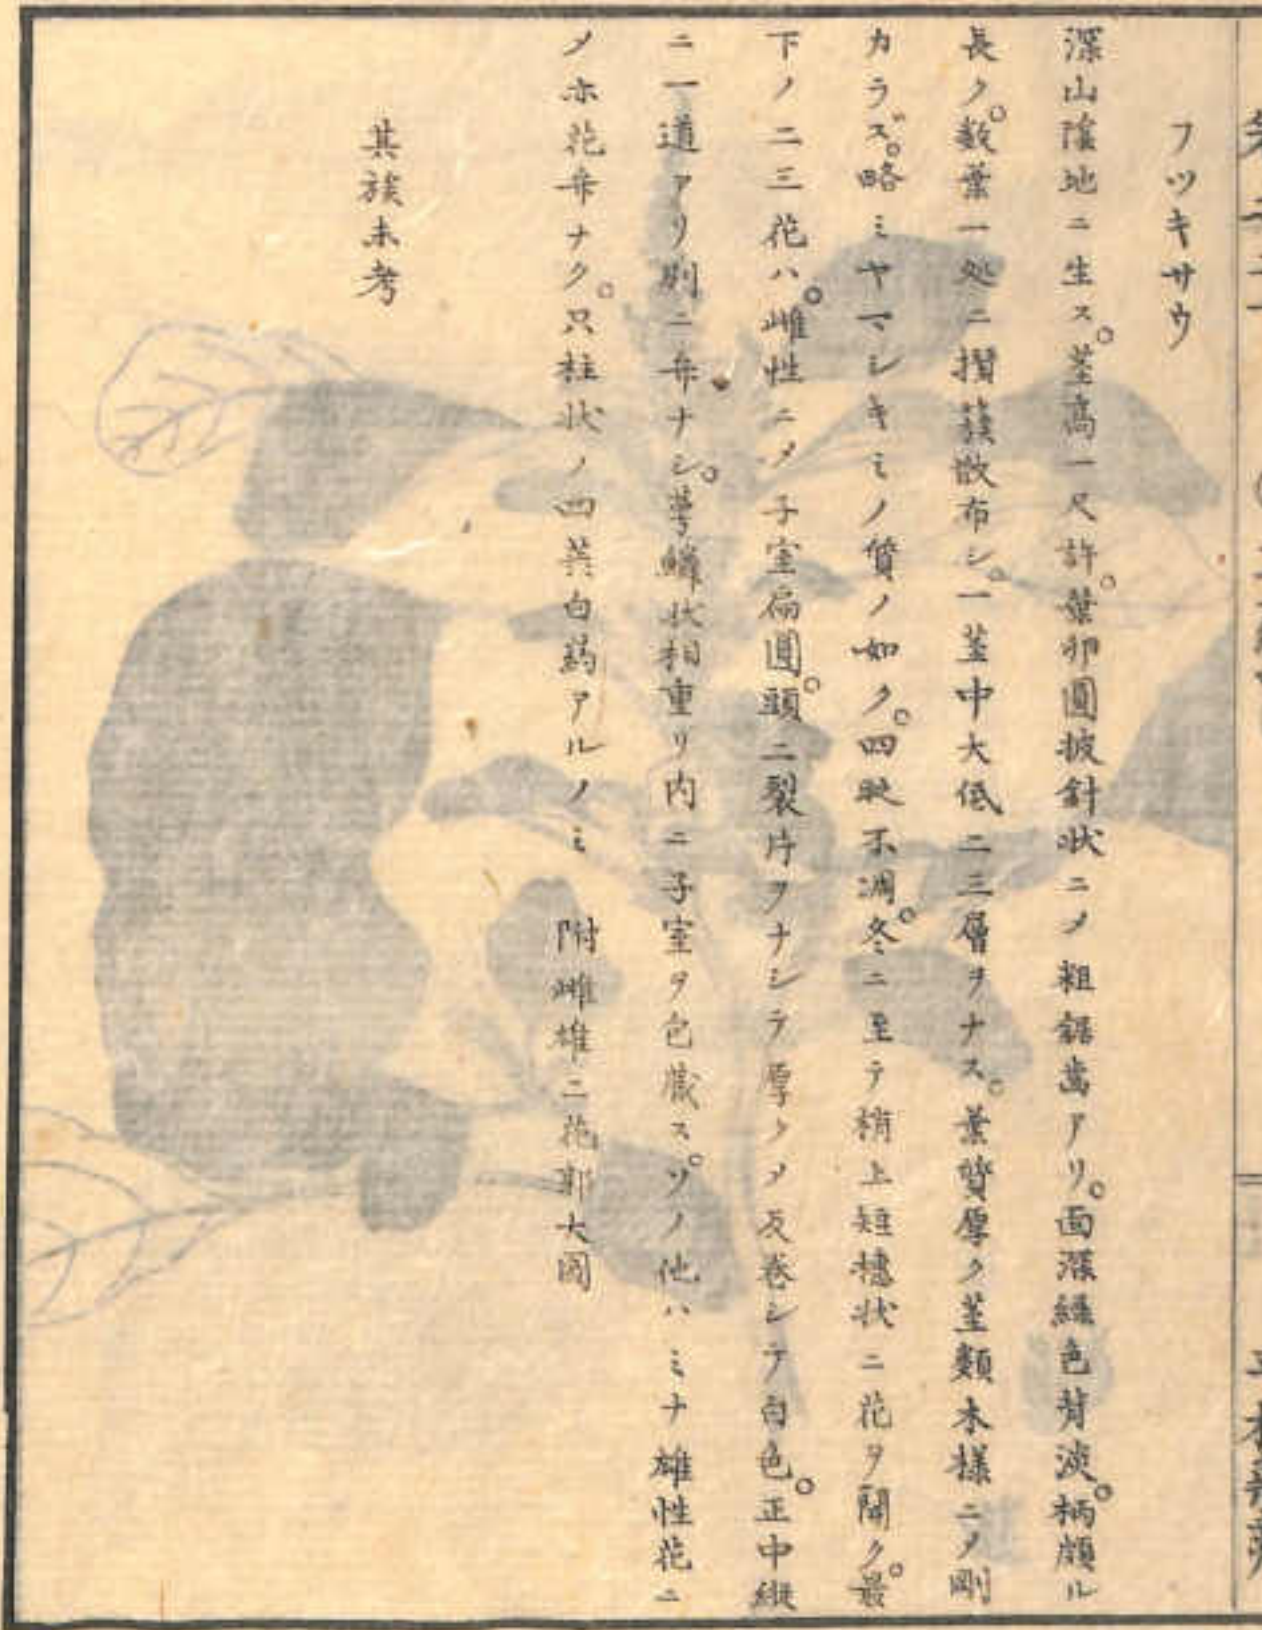 フツキサウ
深山陰地ニ生ス。莖高一尺許。葉卵圓披針状ニメ粗鋸歯アリ。面深緑色背淡。柄頗ル
長ク。数葉一処ニ攅簇散布シ。一莖中大低二三層ヲナス。葉質厚ク莖類木様ニメ剛
カラズ。略ミヤマシキミノ質ノ如ク。四時不凋。冬ニ至テ梢上短穂状ニ花ヲ開ク。最
下ノ二三花ハ。雌性ニメ子室扁圓。頭二裂片ヲナシテ厚クメ反巻シテ白色。正中縦
ニ一道アリ別ニ弁ナシ。萼鱗状相重リ内ニ子室ヲ包蔵ス。ソノ他ハミナ雄性花ニ
メ亦花弁ナク。只柱状ノ四英白葯アルノミ 附雌雄二花郭大圖
其族未考